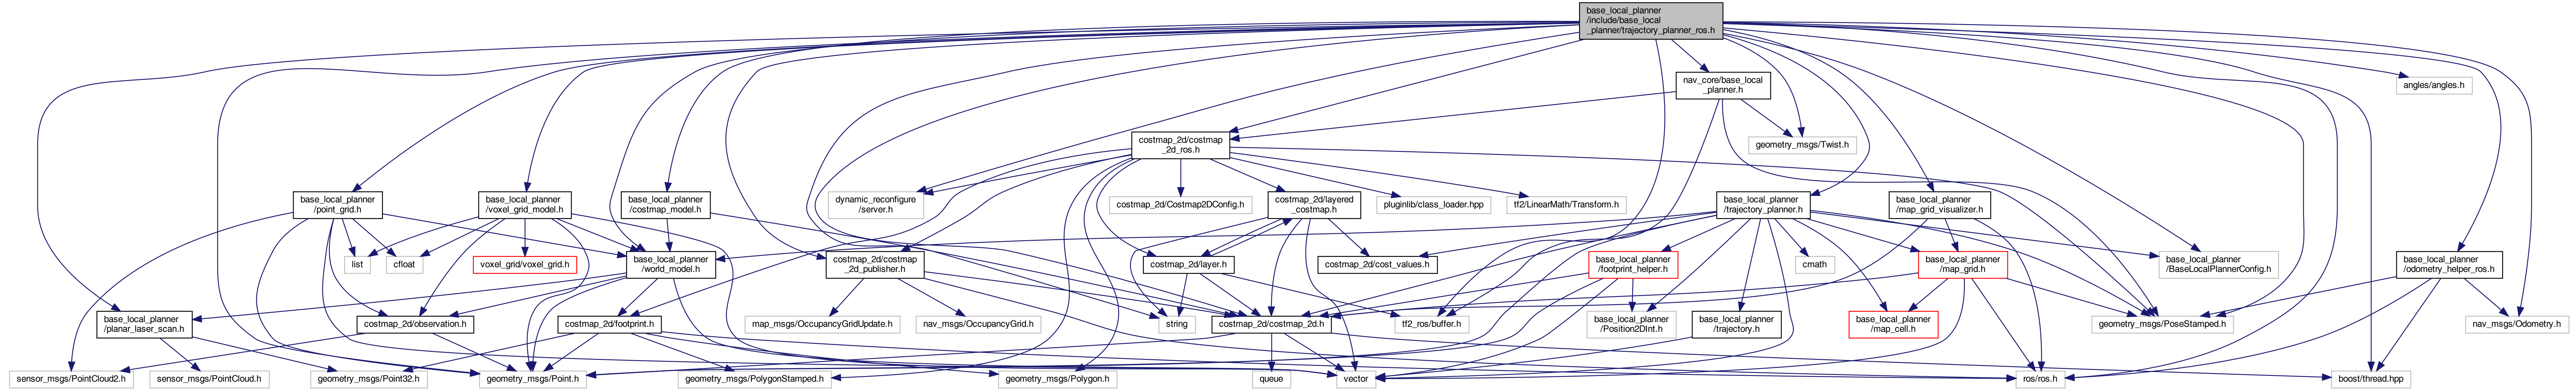 base_local_planner
/include/base_local
_planner/trajectory_planner_ros.h
nav_core/base_local
_planner.h
angles/angles.h
costmap_2d/costmap
_2d_ros.h
geometry_msgs/Twist.h
base_local_planner
/point_grid.h
base_local_planner
/voxel_grid_model.h
base_local_planner
/costmap_model.h
dynamic_reconfigure
/server.h
costmap_2d/Costmap2DConfig.h
costmap_2d/layered
_costmap.h
pluginlib/class_loader.hpp
tf2/LinearMath/Transform.h
base_local_planner
/trajectory_planner.h
base_local_planner
/map_grid_visualizer.h
list
cfloat
voxel_grid/voxel_grid.h
base_local_planner
/world_model.h
costmap_2d/costmap
_2d_publisher.h
costmap_2d/layer.h
costmap_2d/cost_values.h
base_local_planner
/footprint_helper.h
cmath
base_local_planner
/map_grid.h
base_local_planner
/BaseLocalPlannerConfig.h
base_local_planner
/odometry_helper_ros.h
base_local_planner
/planar_laser_scan.h
costmap_2d/observation.h
costmap_2d/footprint.h
map_msgs/OccupancyGridUpdate.h
nav_msgs/OccupancyGrid.h
string
costmap_2d/costmap_2d.h
tf2_ros/buffer.h
base_local_planner
/Position2DInt.h
base_local_planner
/trajectory.h
base_local_planner
/map_cell.h
geometry_msgs/PoseStamped.h
nav_msgs/Odometry.h
sensor_msgs/PointCloud2.h
sensor_msgs/PointCloud.h
geometry_msgs/Point32.h
geometry_msgs/Point.h
geometry_msgs/PolygonStamped.h
geometry_msgs/Polygon.h
queue
vector
ros/ros.h
boost/thread.hpp